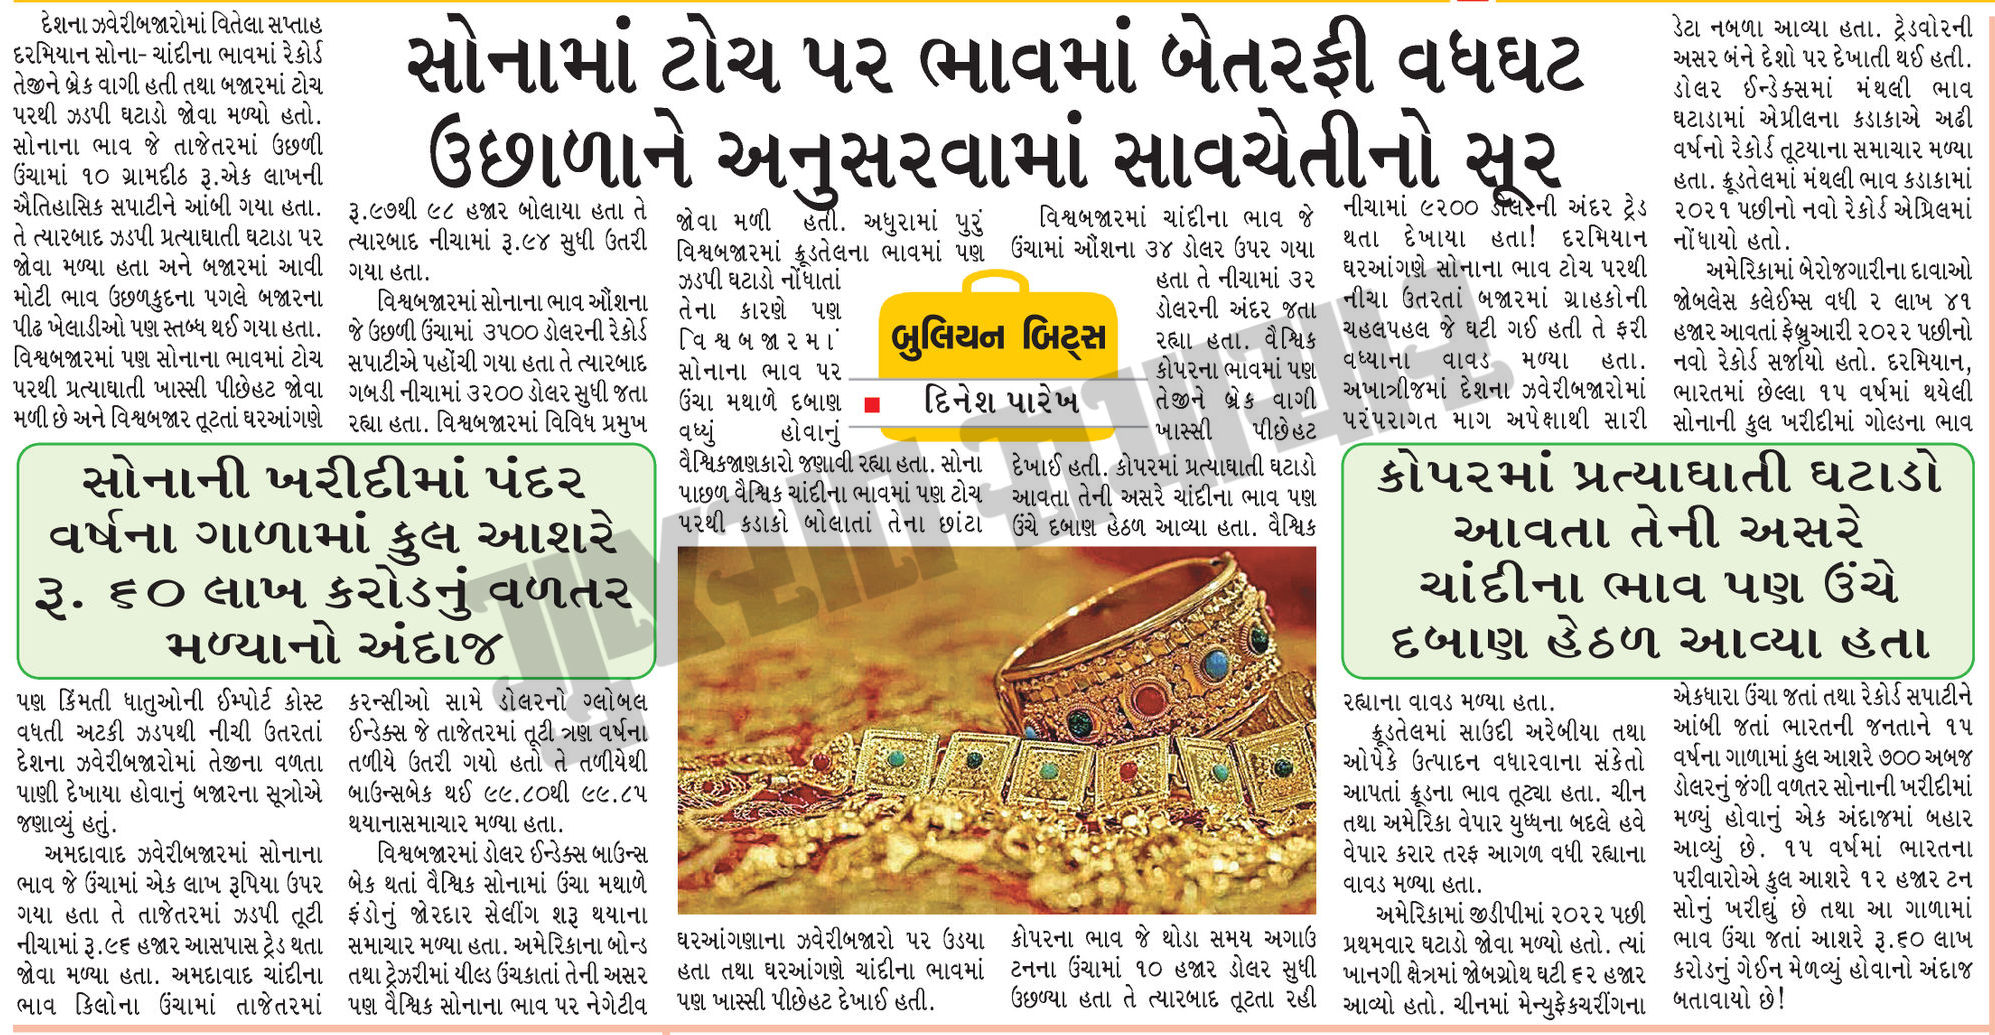 સોનામાં ટોચ પર ભાવમાં બેતરફી વધઘટ
ઉછાળાને અનુસરવામાં સાવચેતીનો સૂર
દેશના ઝવેરીબજારોમાં વિતેલા સપ્તાહ
દરમિયાન સોના- ચાંદીના ભાવમાં રેકોર્ડ
તેજીને બ્રેક વાગી હતી તથા બજારમાં ટોચ
પરથી ઝડપી ઘટાડો જોવા મળ્યો હતો.
સોનાના ભાવ જે તાજેતરમાં ઉછળી
ઉંચામાં ૧૦ ગ્રામદીઠ રૂ.એક લાખની
ઐતિહાસિક સપાટીને આંબી ગયા હતા.
તે ત્યારબાદ ઝડપી પ્રત્યાઘાતી ઘટાડા પર
જોવા મળ્યા હતા અને બજારમાં આવી
મોટી ભાવ ઉછળકુદના પગલે બજારના
પીઢ ખેલાડીઓ પણ સ્તબ્ધ થઈ ગયા હતા.
વિશ્વબજારમાં પણ સોનાના ભાવમાં ટોચ
પરથી પ્રત્યાઘાતી ખાસ્સી પીછેહટ જોવા
મળી છે અને વિશ્વબજાર તૂટતાં ઘરઆંગણે
સોનાની ખરીદીમાં પંદર
વર્ષના ગાળામાં કુલ આશરે
રૂ. ૬૦ લાખ કરોડનું વળતર
મળ્યાનો અંદાજ
પણ કિંમતી ધાતુઓની ઈમ્પોર્ટ કોસ્ટ
વધતી અટકી ઝડપથી નીચી ઉતરતાં
દેશના ઝવેરીબજારોમાં તેજીના વળતા
પાણી દેખાયા હોવાનું બજારના સૂત્રોએ
જણાવ્યું હતું.
અમદાવાદ ઝવેરીબજારમાં સોનાના
ભાવ જે ઉંચામાં એક લાખ રૂપિયા ઉપર
ગયા હતા તે તાજેતરમાં ઝડપી તૂટી
નીચામાં રૂ.૯૬ હજાર આસપાસ ટ્રેડ થતા
જોવા મળ્યા હતા. અમદાવાદ ચાંદીના
ભાવ કિલોના ઉંચામાં તાજેતરમાં
રૂ.૯૭થી ૯૮ હજાર બોલાયા હતા તે
ત્યારબાદ નીચામાં રૂ.૯૪ સુધી ઉતરી
ગયા હતા.
વિશ્વબજારમાં સોનાના ભાવ ઔંશના
જે ઉછળી ઉંચામાં ૩૫૦૦ ડોલરની રેકોર્ડ
સપાટીએ પહોંચી ગયા હતા તે ત્યારબાદ
ગબડી નીચામાં ૩૨૦૦ ડોલર સુધી જતા
રહ્યા હતા. વિશ્વબજારમાં વિવિધ પ્રમુખ
કરન્સીઓ સામે ડોલરનો ગ્લોબલ
ઈન્ડેક્સ જે તાજેતરમાં તૂટી ત્રણ વર્ષના
તળીયે ઉતરી ગયો હતો તે તળીયેથી
બાઉન્સબેક થઈ ૯૯.૮૦થી ૯૯.૮૫
થયાનાસમાચાર મળ્યા હતા.
વિશ્વબજારમાં ડોલર ઈન્ડેક્સ બાઉન્સ
બેક થતાં વૈશ્વિક સોનામાં ઉંચા મથાળે
ફંડોનું જોરદાર સેલીંગ શરૂ થયાના
સમાચાર મળ્યા હતા. અમેરિકાના બોન્ડ
તથા ટ્રેઝરીમાં યીલ્ડ ઉંચકાતાં તેની અસર
પણ વૈશ્વિક સોનાના ભાવ પર નેગેટીવ
જોવા મળી હતી. અધુરામાં પુરું
વિશ્વબજારમાં ક્રૂડતેલના ભાવમાં પણ
ઝડપી ઘટાડો નોંધાતાં
તેના કારણે પણ
વિશ્વબજારમાં
સોનાના ભાવ પર
ઉંચા મથાળે દબાણ
વધ્યું હોવાનું
વૈશ્વિકજાણકારો જણાવી રહ્યા હતા. સોના
પાછળ વૈશ્વિક ચાંદીના ભાવમાં પણ ટોચ
પરથી કડાકો બોલાતાં તેના છાંટા
ઘરઆંગણાના ઝવેરીબજારો પર ઉડયા
હતા તથા ઘરઆંગણે ચાંદીના ભાવમાં
પણ ખાસ્સી પીછેહટ દેખાઈ હતી.
બુલિયન બિટ્સ
દિનેશ પારેખ
વિશ્વબજારમાં ચાંદીના ભાવ જે
ઉંચામાં ઔંશના ૩૪ ડોલર ઉપર ગયા
હતા તે નીચામાં ૩૨
ડોલરની અંદર જતા
રહ્યા હતા. વૈશ્વિક
કોપરના ભાવમાં પણ
તેજીને બ્રેક વાગી
ખાસ્સી પીછેહટ
દેખાઈ હતી. કોપરમાં પ્રત્યાઘાતી ઘટાડો
આવતા તેની અસરે ચાંદીના ભાવ પણ
ઉંચે દબાણ હેઠળ આવ્યા હતા. વૈશ્વિક
કોપરના ભાવ જે થોડા સમય અગાઉ
ટનના ઉંચામાં ૧૦ હજાર ડોલર સુધી
ઉછળ્યા હતા તે ત્યારબાદ તૂટતા રહી
નીચામાં ૯૨૦૦ ડોલરની અંદર ટ્રેડ
થતા દેખાયા હતા! દરમિયાન
ઘરઆંગણે સોનાના ભાવ ટોચ પરથી
નીચા ઉતરતાં બજારમાં ગ્રાહકોની
ચહલપહલ જે ઘટી ગઈ હતી તે ફરી
વધ્યાના વાવડ મળ્યા હતા.
અખાત્રીજમાં દેશના ઝવેરીબજારોમાં
પરંપરાગત માગ અપેક્ષાથી સારી
કોપરમાં પ્રત્યાઘાતી ઘટાડો
આવતા તેની અસરે
ચાંદીના ભાવ પણ ઉંચે
દબાણ હેઠળ આવ્યા હતા
રહ્યાના વાવડ મળ્યા હતા.
ક્રૂડતેલમાં સાઉદી અરેબીયા તથા
ઓપેકે ઉત્પાદન વધારવાના સંકેતો
આપતાં ક્રૂડના ભાવ તૂટ્યા હતા. ચીન
તથા અમેરિકા વેપાર યુધ્ધના બદલે હવે
વેપાર કરાર તરફ આગળ વધી રહ્યાના
વાવડ મળ્યા હતા.
અમેરિકામાં જીડીપીમાં ૨૦૨૨ પછી
પ્રથમવાર ઘટાડો જોવા મળ્યો હતો. ત્યાં
ખાનગી ક્ષેત્રમાં જોબગ્રોથ ઘટી ૬૨ હજાર
આવ્યો હતો. ચીનમાં મેન્યુફેકચરીંગના
ડેટા નબળા આવ્યા હતા. ટ્રેડવોરની
અસર બંને દેશો પર દેખાતી થઈ હતી.
ડોલર ઈન્ડેક્સમાં મંથલી ભાવ
ઘટાડામાં એપ્રીલના કડાકાએ અઢી
વર્ષનો રેકોર્ડ તૂટયાના સમાચાર મળ્યા
હતા. ક્રૂડતેલમાં મંથલી ભાવ કડાકામાં
૨૦૨૧ પછીનો નવો રેકોર્ડ એપ્રિલમાં
નોંધાયો હતો.
અમેરિકામાં બેરોજગારીના દાવાઓ
જોબલેસ કલેઈમ્સ વધી ૨ લાખ ૪૧
હજાર આવતાં ફેબ્રુઆરી ૨૦૨૨ પછીનો
નવો રેકોર્ડ સર્જાયો હતો. દરમિયાન,
ભારતમાં છેલ્લા ૧૫ વર્ષમાં થયેલી
સોનાની કુલ ખરીદીમાં ગોલ્ડના ભાવ
એકધારા ઉંચા જતાં તથા રેકોર્ડ સપાટીને
આંબી જતાં ભારતની જનતાને ૧૫
વર્ષના ગાળામાં કુલ આશરે ૭૦૦ અબજ
ડોલરનું જંગી વળતર સોનાની ખરીદીમાં
મળ્યું હોવાનું એક અંદાજમાં બહાર
આવ્યું છે. ૧૫ વર્ષમાં ભારતના
પરીવારોએ કુલ આશરે ૧૨ હજાર ટન
સોનું ખરીદ્યું છે તથા આ ગાળામાં
ભાવ ઉંચા જતાં આશરે રૂ.૬૦ લાખ
કરોડનું ગેઈન મેળવ્યું હોવાનો અંદાજ
બતાવાયો છે!
ગુજરાત સમાચાર